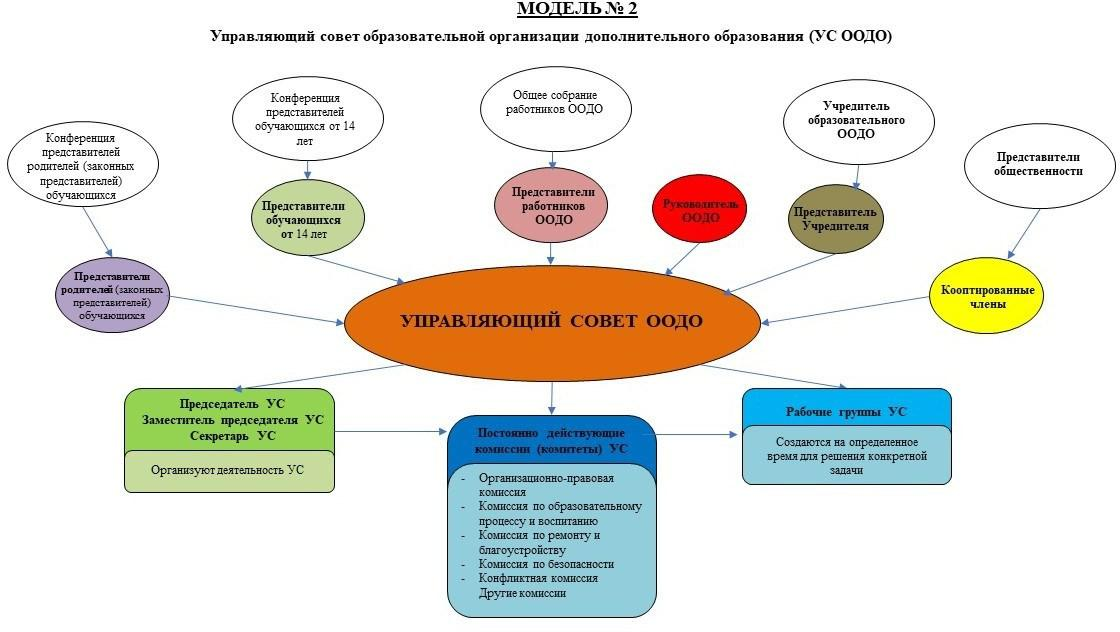 МОДЕЛЬ № 2
Управляющий совет образовательной организации дополнительного образования (УС ООДО)
Конференция
представителей
родителей (законных
представителей)
обучающихся
Конференция
представителей
обучающихся от 14
лет
Общее собрание
работников ООДО
Учредитель
образовательного
ООДО
Представители
общественности
Представители
родителей (законных
представителей)
обучающихся
Представители
обучающихся
от 14 лет
Представители
работников
ООДО
Руководитель
ООДО
Представитель
Учредителя
Кооптированные
члены
УПРАВЛЯЮЩИЙ СОВЕТ ООДО
Председатель УС
Заместитель председателя УС
Секретарь УС
Организуют деятельность УС
Постоянно действующие
комиссии (комитеты) УС
- Организационно-правовая
комиссия
- Комиссия по образовательному
процессу и воспитанию
- Комиссия по ремонту и
благоустройству
- Комиссия по безопасности
- Конфликтная комиссия
Другие комиссии
Рабочие группы УС
Создаются на определенное
время для решения конкретной
задачи